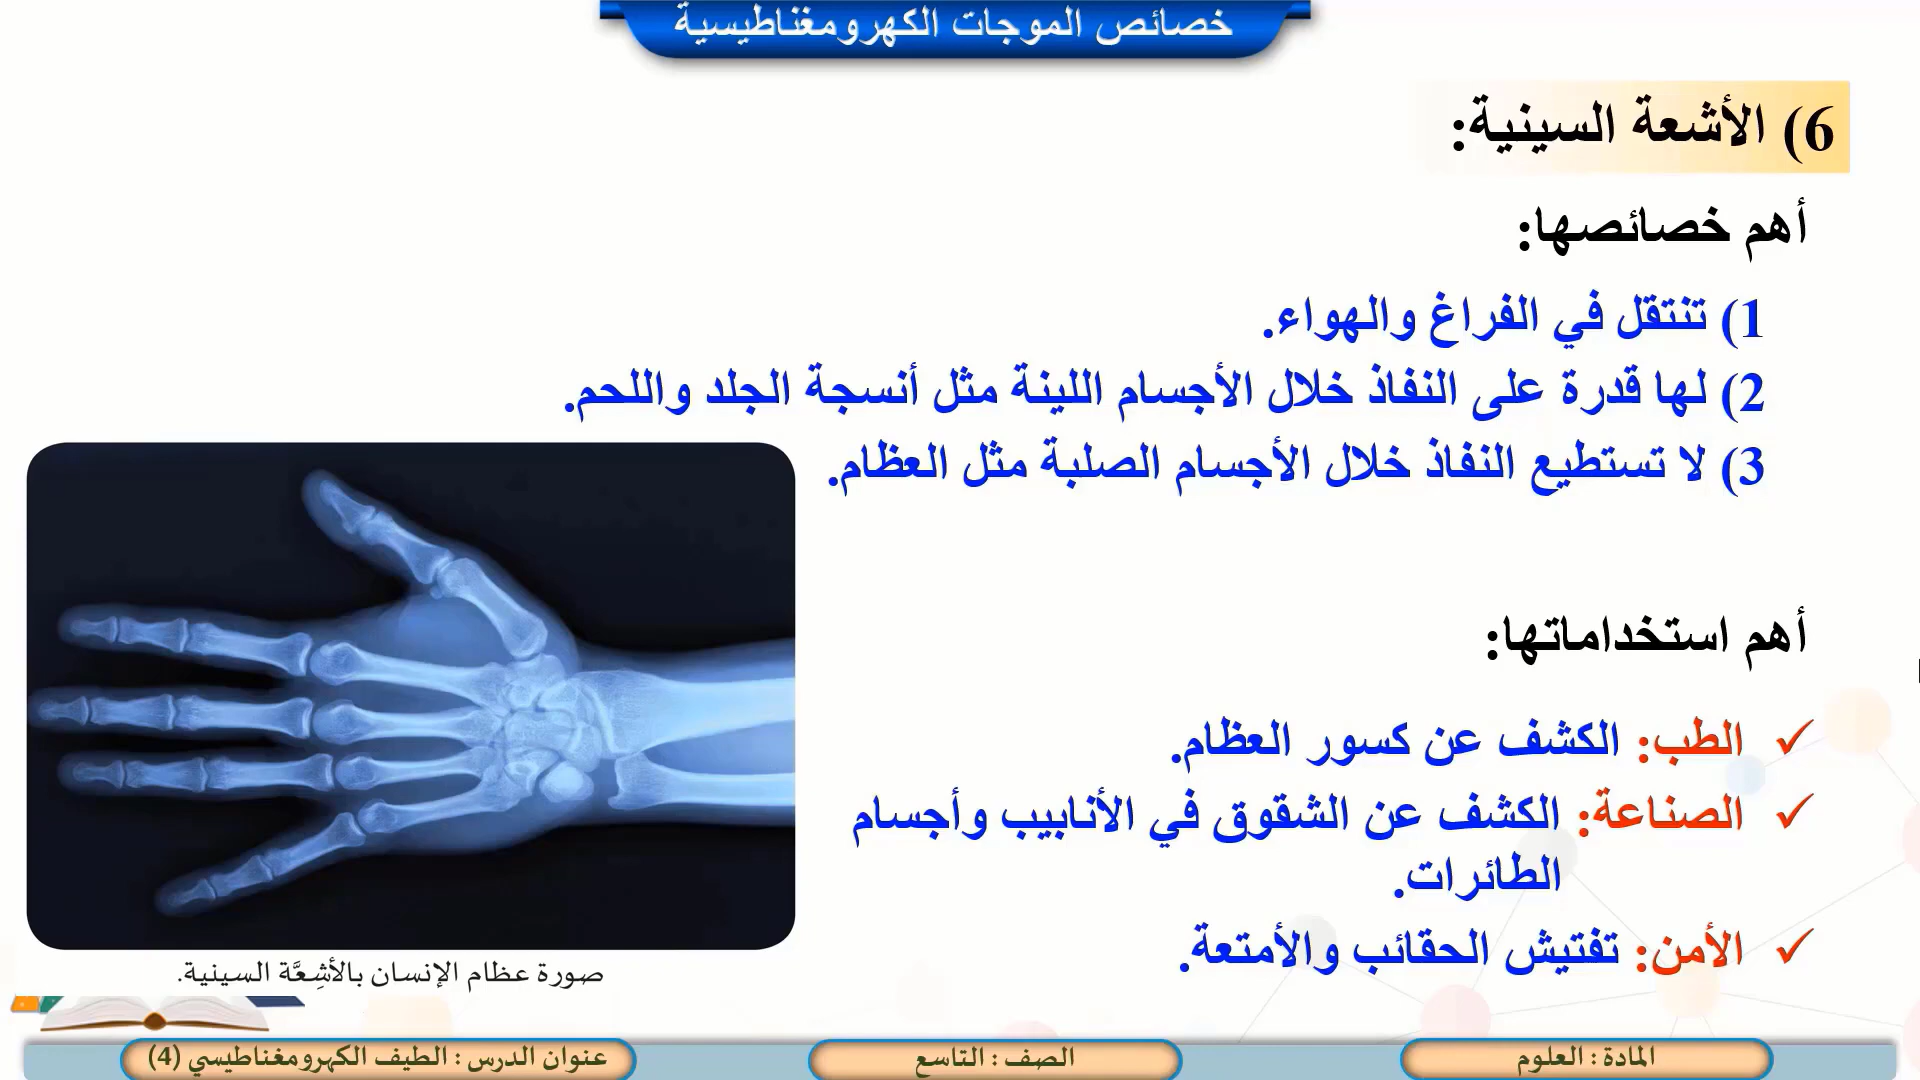 خصائص الموجات الكهرومغناطيسية
6) الأشعة السينية:
أهم خصائصها:
1) تنتقل في الفراغ والهواء.
2) لها قدرة على النفاذ خلال الأجسام اللينة مثل أنسجة الجلد واللحم.
3) لا تستطيع النفاذ خلال الأجسام الصلبة مثل العظام.
أهم استخداماتها:
✓ الطب: الكشف عن كسور العظام.
✓ الصناعة: الكشف عن الشقوق في الأنابيب وأجسام
الطائرات.
✓ الأمن: تفتيش الحقائب والأمتعة.
صورة عظام الإنسان بالأشِعَّة السينية.
المادة : العلوم
الصف : التاسع
عنوان الدرس : الطيف الكهرومغناطيسي (4)